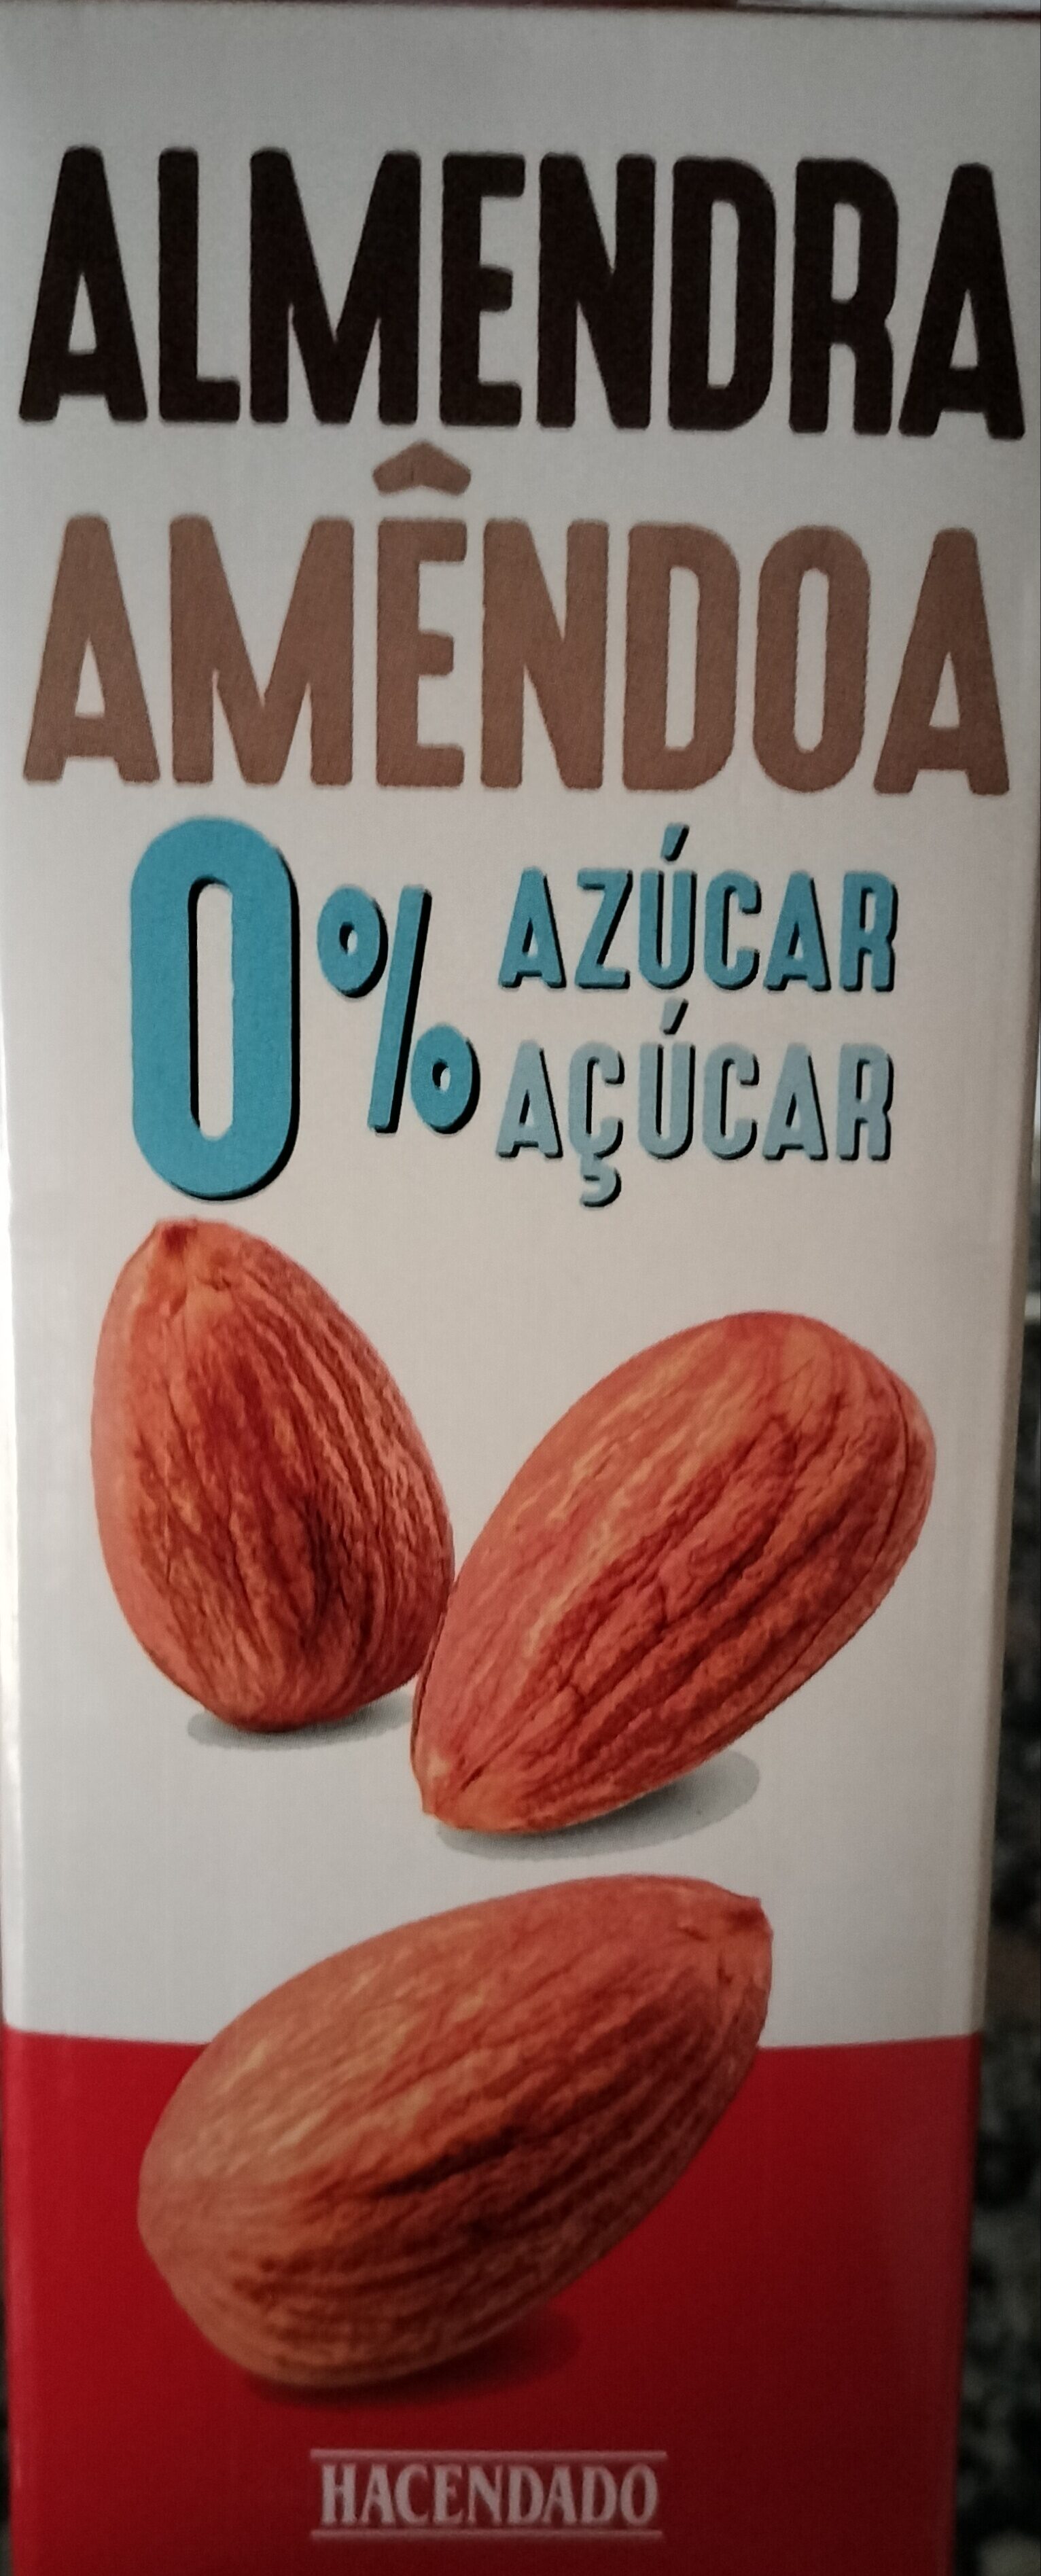 ALMENDRA
AMÊNDOA
0% AZÚCAR
AÇÚCAR
HACENDADO